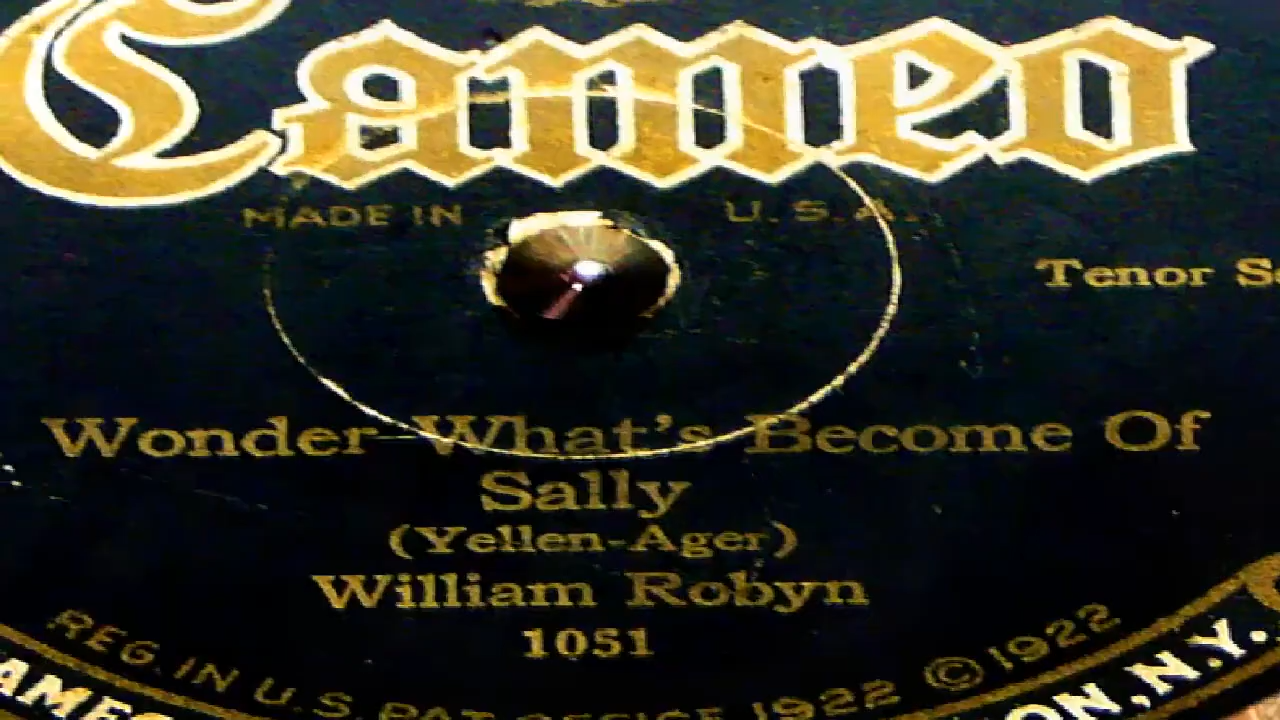 Cameo
MADE IN U.S.A.
Tenor
Wonder What's Become Of
Sally
(Yellen-Ager)
William Robyn
1051
REG. IN U.S. PAT. OFFICE 1922 ©1922
N.Y.